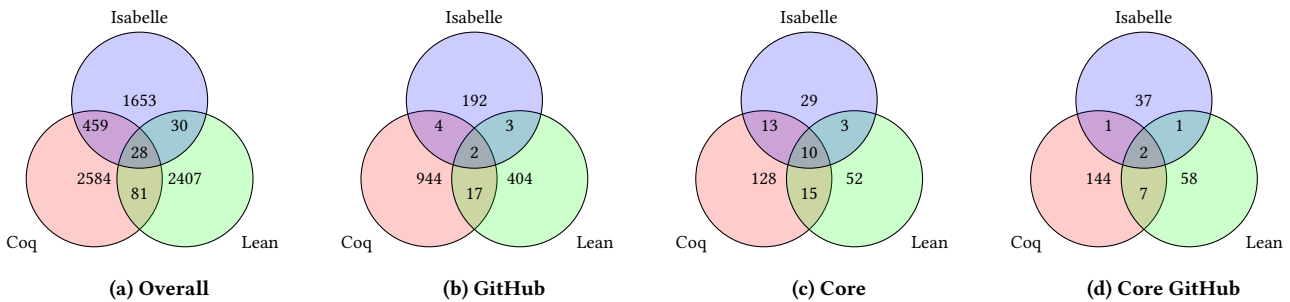 Isabelle
1653
459
30
28
2584
2407
81
Coq
Lean
(a) Overall
Isabelle
192
4
3
2
944
404
17
Coq
Lean
(b) GitHub
Isabelle
29
13
3
10
128
52
15
Coq
Lean
(c) Core
Isabelle
37
1
1
2
144
58
7
Coq
Lean
(d) Core GitHub